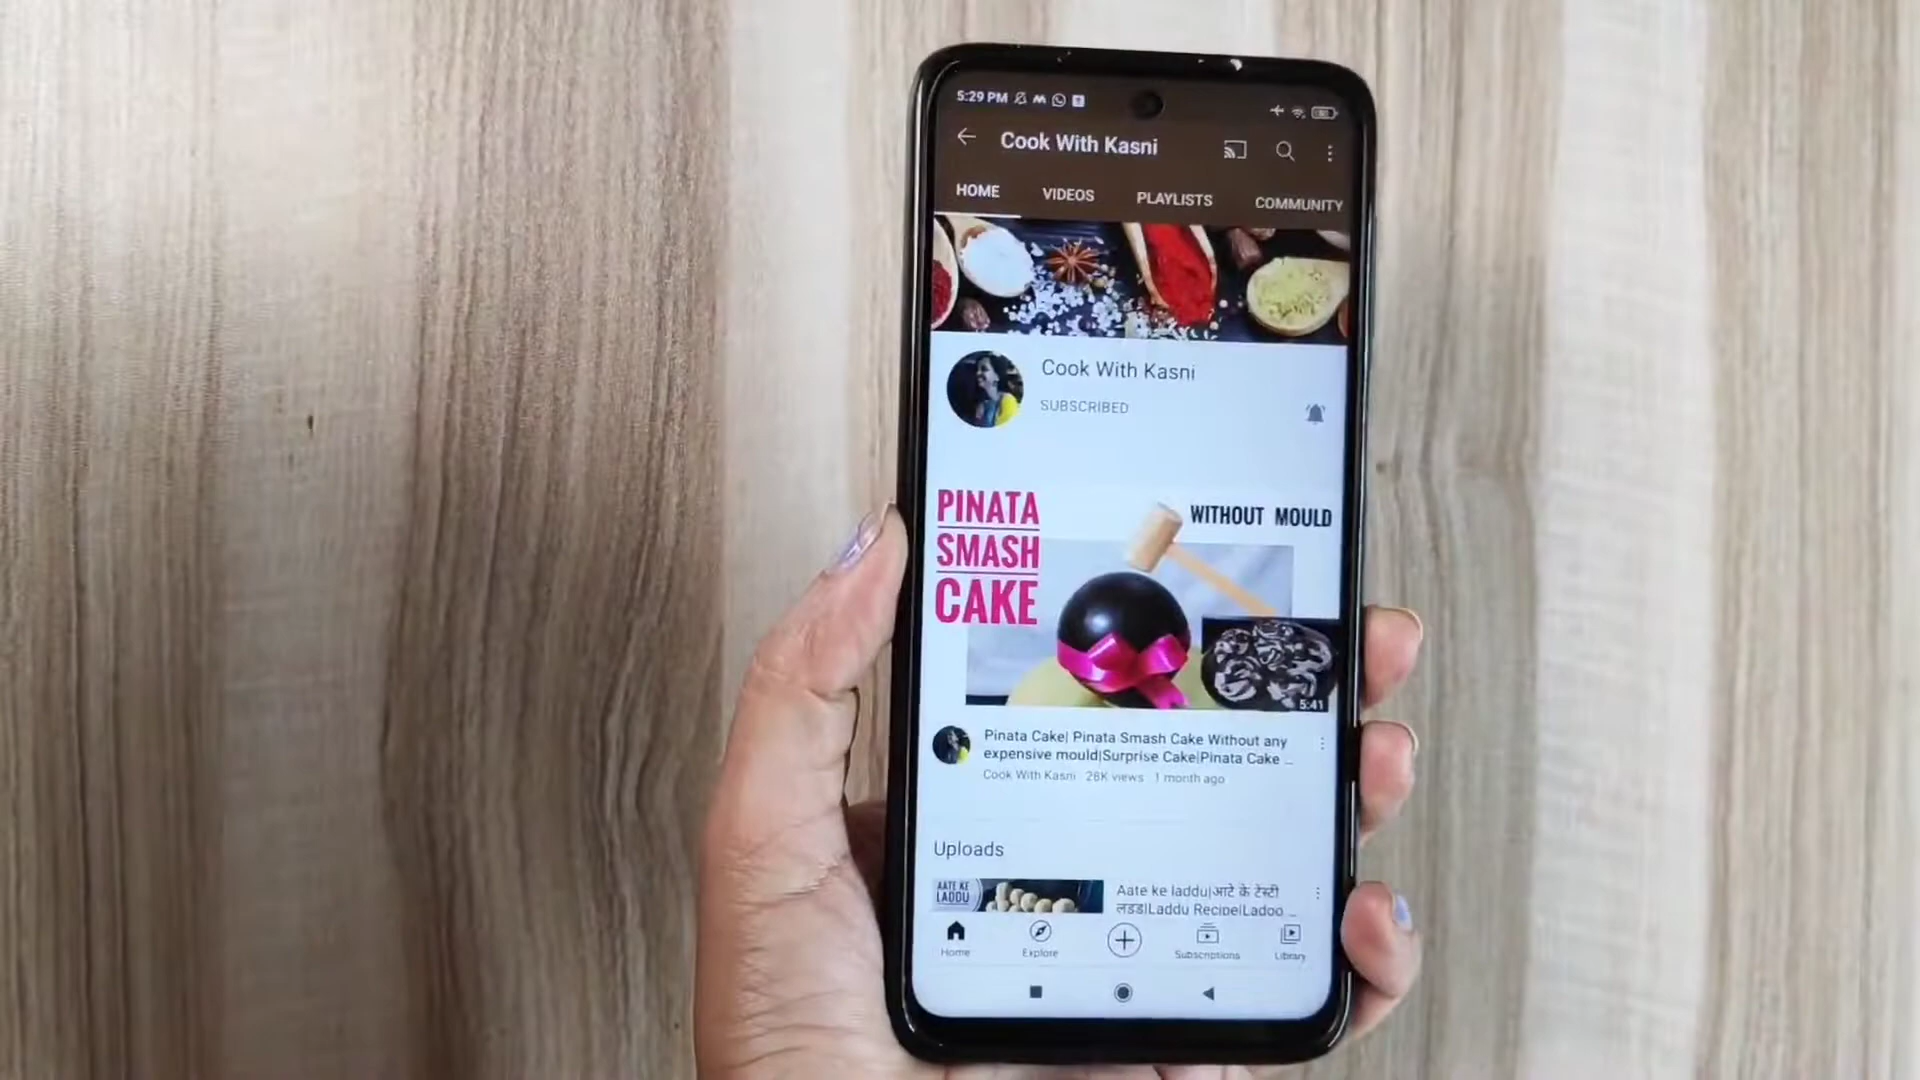 5:29 PM
Cook With Kasni
HOME VIDEOS PLAYLISTS COMMUNITY
Cook With Kasni
SUBSCRIBED
PINATA
SMASH
CAKE
WITHOUT MOULD
5:41
Pinata Cake| Pinata Smash Cake Without any
expensive mould|Surprise Cake|Pinata Cake ...
Cook With Kasni · 26K views · 1 month ago
Uploads
AATE KE
LADDU
Aate ke laddu|आटे के टेस्टी
लड्डू|Laddu Recipe|Ladoo ...
Home Explore Subscriptions Library